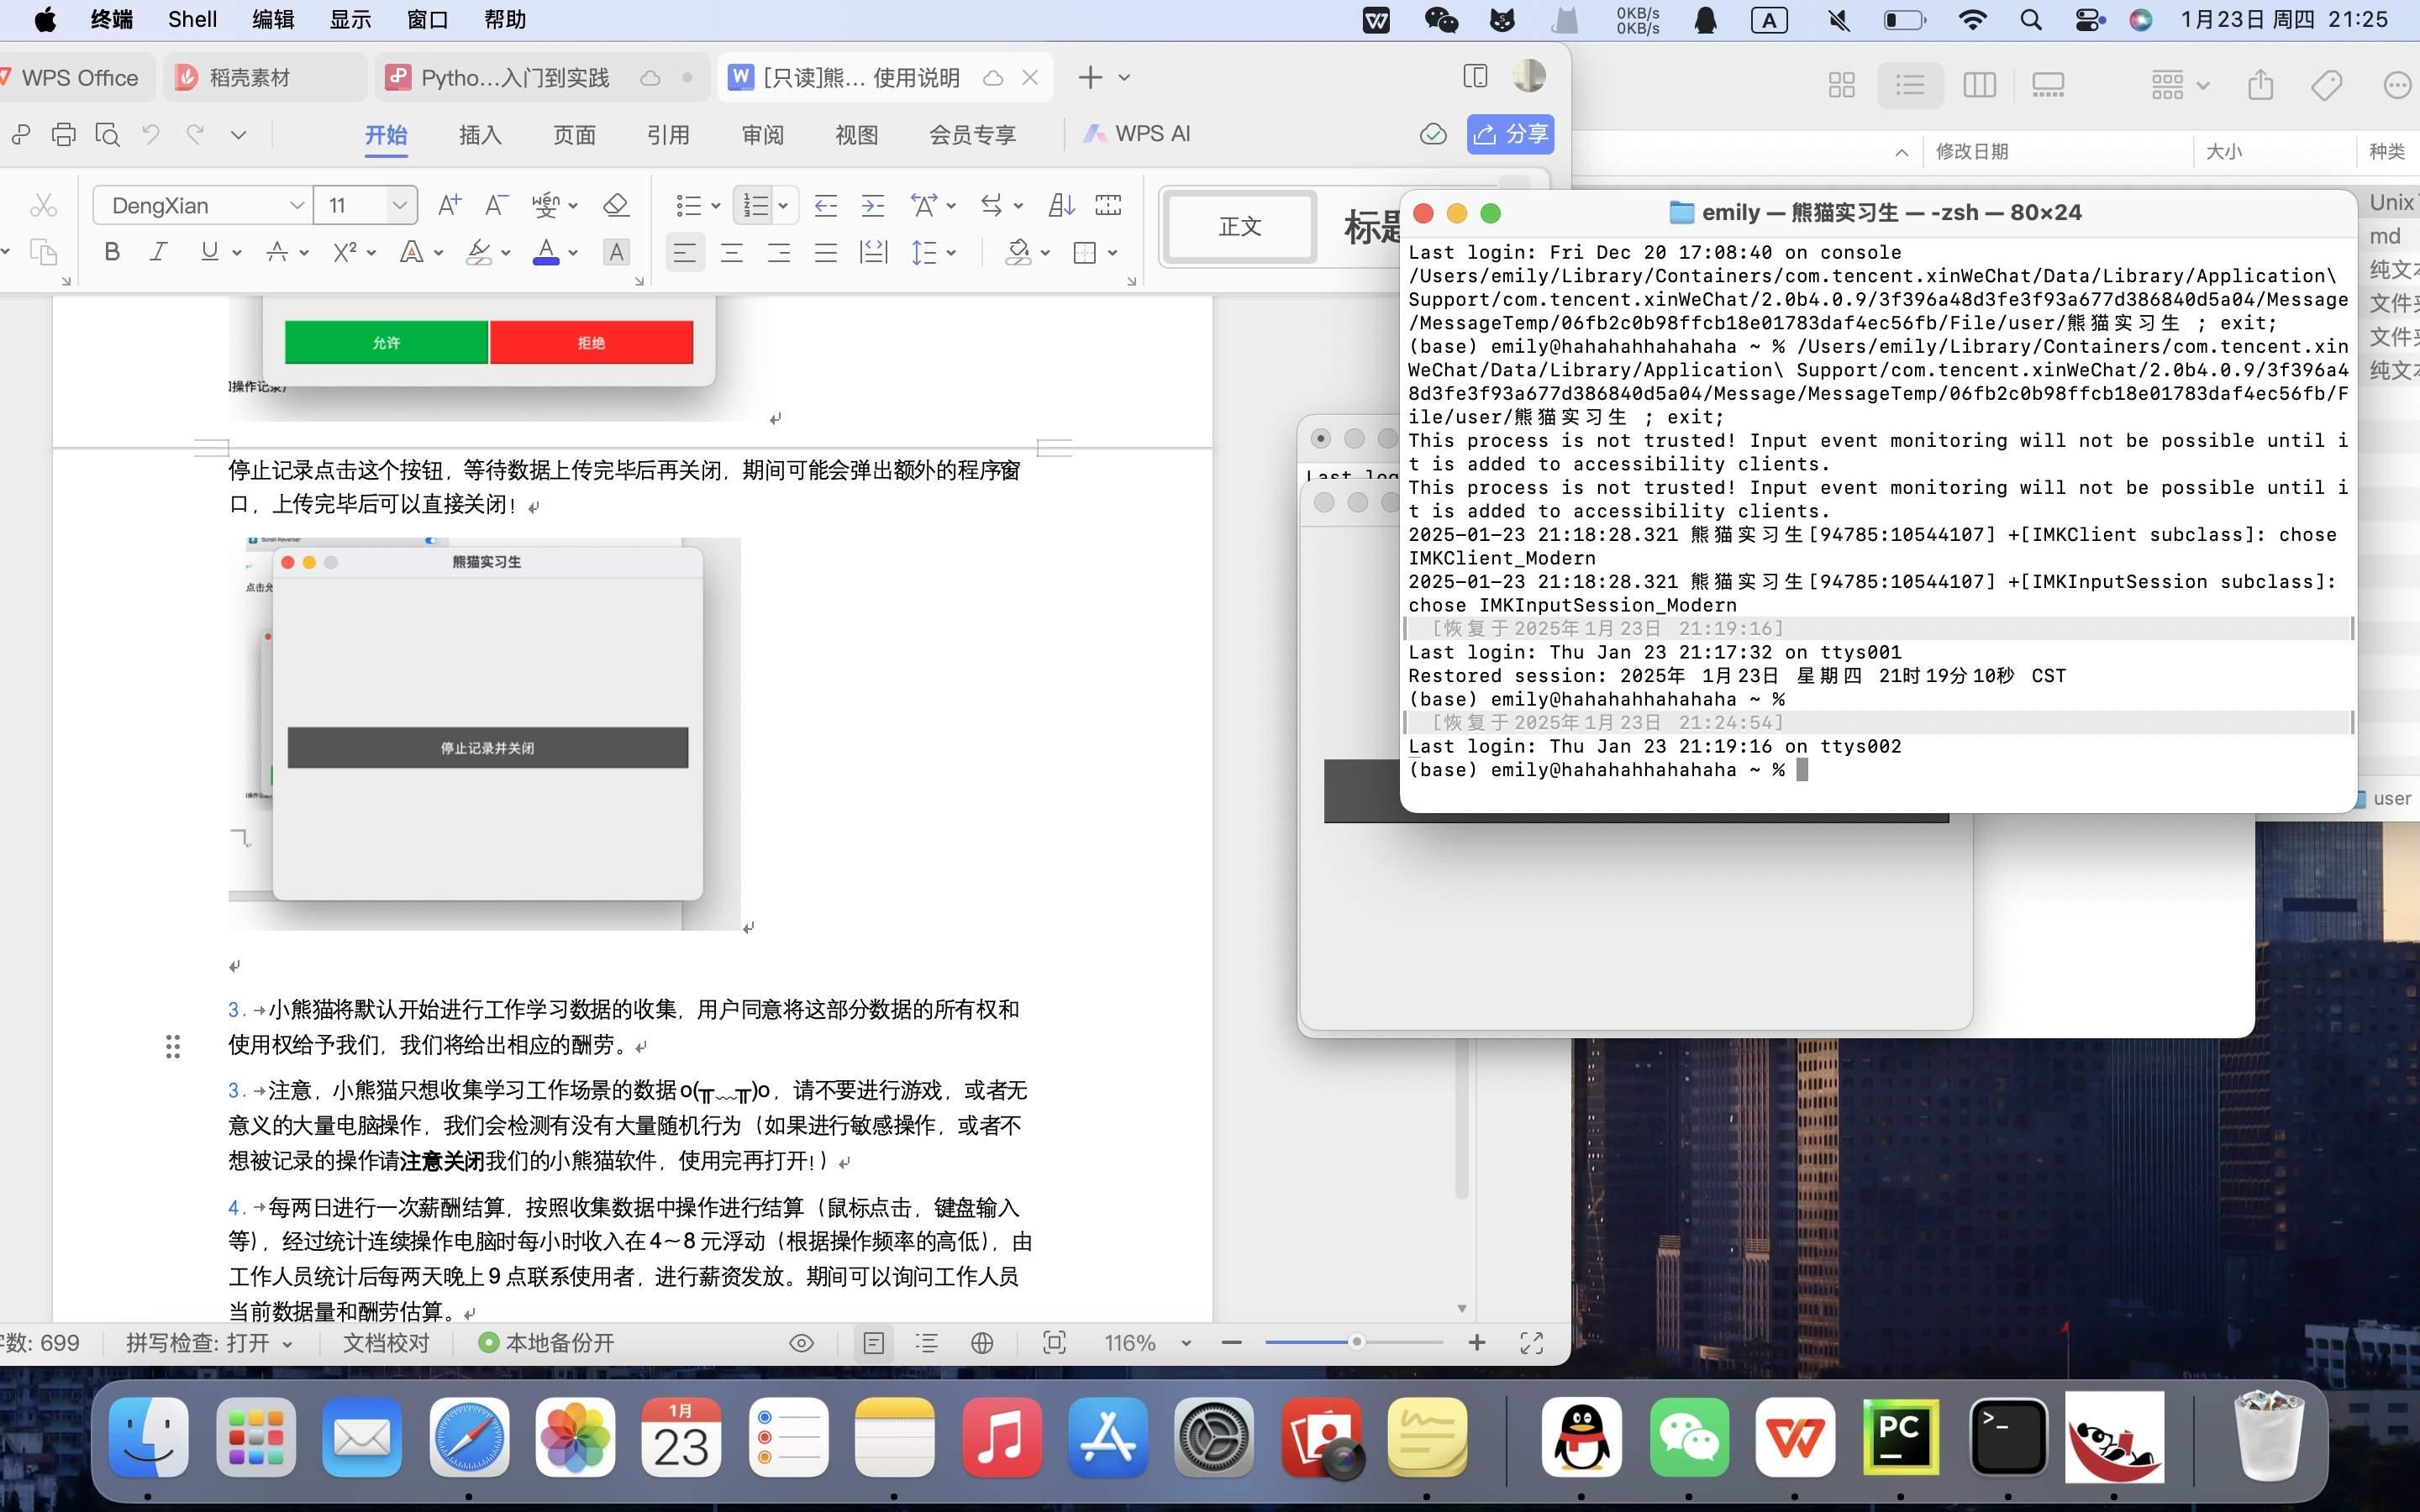 终端 Shell 编辑 显示 窗口 帮助
0KB/s
0KB/s
A
1月23日 周四 21:25
WPS Office
稻壳素材
Pytho...入门到实践
[只读]熊... 使用说明
开始 插入 页面 引用 审阅 视图 会员专享 WPS AI
分享
DengXian
11
正文
修改日期 大小 种类
Unix
md
emily — 熊猫实习生 — -zsh — 80×24
Last login: Fri Dec 20 17:08:40 on console
/Users/emily/Library/Containers/com.tencent.xinWeChat/Data/Library/Application\
Support/com.tencent.xinWeChat/2.0b4.0.9/3f396a48d3fe3f93a677d386840d5a04/Message
/MessageTemp/06fb2c0b98ffcb18e01783daf4ec56fb/File/user/熊猫实习生 ; exit;
(base) emily@hahahahhahahaha ~ % /Users/emily/Library/Containers/com.tencent.xin
WeChat/Data/Library/Application\ Support/com.tencent.xinWeChat/2.0b4.0.9/3f396a4
8d3fe3f93a677d386840d5a04/Message/MessageTemp/06fb2c0b98ffcb18e01783daf4ec56fb/F
ile/user/熊猫实习生 ; exit;
This process is not trusted! Input event monitoring will not be possible until i
t is added to accessibility clients.
This process is not trusted! Input event monitoring will not be possible until i
t is added to accessibility clients.
2025-01-23 21:18:28.321 熊猫实习生[94785:10544107] +[IMKClient subclass]: chose
IMKClient_Modern
2025-01-23 21:18:28.321 熊猫实习生[94785:10544107] +[IMKInputSession subclass]:
chose IMKInputSession_Modern
[恢复于2025年1月23日 21:19:16]
Last login: Thu Jan 23 21:17:32 on ttys001
Restored session: 2025年 1月23日 星期四 21时19分10秒 CST
(base) emily@hahahahhahahaha ~ %
[恢复于2025年1月23日 21:24:54]
Last login: Thu Jan 23 21:19:16 on ttys002
(base) emily@hahahahhahahaha ~ %
user
允许
拒绝
停止记录点击这个按钮，等待数据上传完毕后再关闭，期间可能会弹出额外的程序窗
口，上传完毕后可以直接关闭！
Scroll Reverser
熊猫实习生
停止记录并关闭
3. 小熊猫将默认开始进行工作学习数据的收集，用户同意将这部分数据的所有权和
使用权给予我们，我们将给出相应的酬劳。
3. 注意，小熊猫只想收集学习工作场景的数据o(╥﹏╥)o，请不要进行游戏，或者无
意义的大量电脑操作，我们会检测有没有大量随机行为（如果进行敏感操作，或者不
想被记录的操作请注意关闭我们的小熊猫软件，使用完再打开！）
4. 每两日进行一次薪酬结算，按照收集数据中操作进行结算（鼠标点击，键盘输入
等），经过统计连续操作电脑时每小时收入在4～8元浮动（根据操作频率的高低），由
工作人员统计后每两天晚上9点联系使用者，进行薪资发放。期间可以询问工作人员
当前数据量和酬劳估算。
数: 699 拼写检查: 打开 文档校对 本地备份开 116%
1月
23
PC